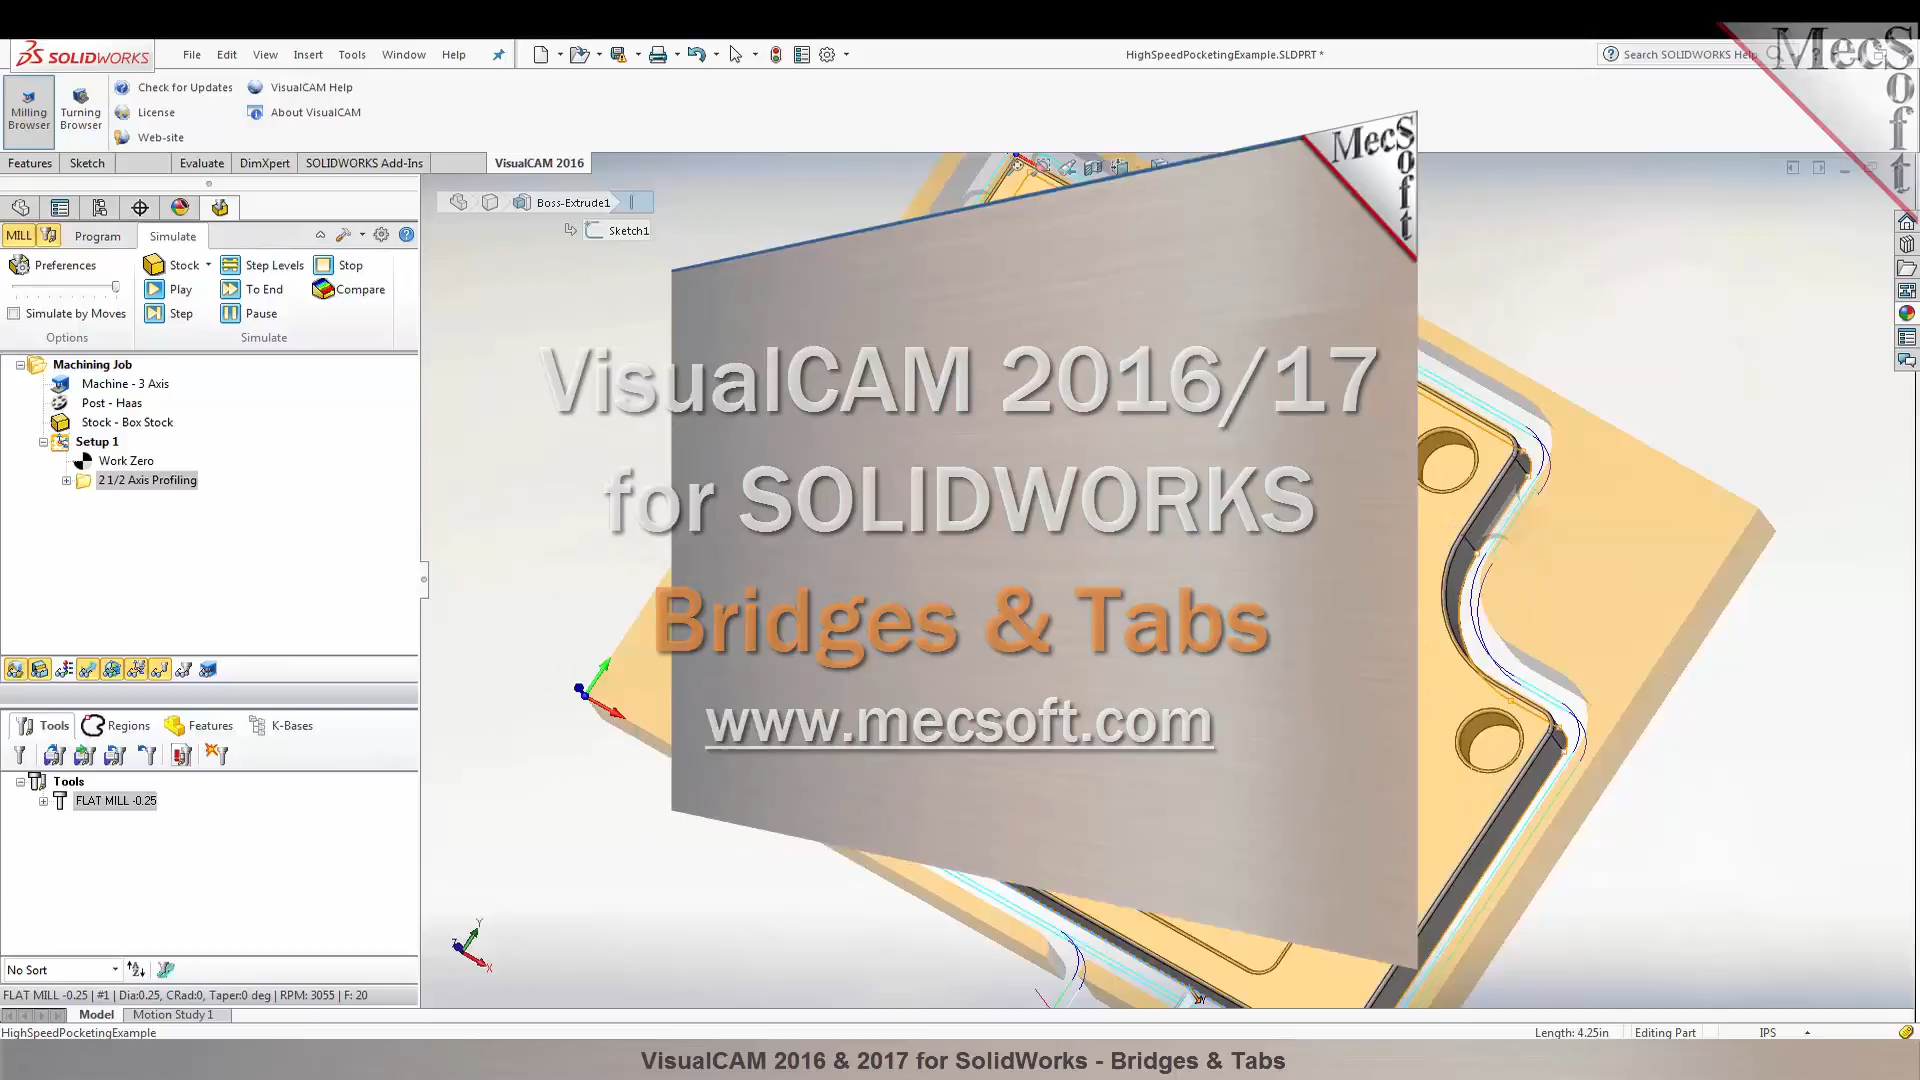 SOLIDWORKS
File Edit View Insert Tools Window Help
HighSpeedPocketingExample.SLDPRT *
Search SOLIDWORKS Help
MecSoft
Milling Browser
Turning Browser
Check for Updates
License
Web-site
VisualCAM Help
About VisualCAM
Features Sketch Evaluate DimXpert SOLIDWORKS Add-Ins VisualCAM 2016
Boss-Extrude1
Sketch1
MecSoft
MILL Program Simulate
Preferences
Simulate by Moves
Options
Stock Step Levels Stop
Play To End Compare
Step Pause
Simulate
Machining Job
Machine - 3 Axis
Post - Haas
Stock - Box Stock
Setup 1
Work Zero
2 1/2 Axis Profiling
VisualCAM 2016/17
for SOLIDWORKS
Bridges & Tabs
www.mecsoft.com
Tools Regions Features K-Bases
Tools
FLAT MILL -0.25
Y
Z
X
No Sort
FLAT MILL -0.25 | #1 | Dia:0.25, CRad:0, Taper:0 deg | RPM: 3055 | F: 20
Model Motion Study 1
HighSpeedPocketingExample
Length: 4.25in Editing Part IPS
VisualCAM 2016 & 2017 for SolidWorks - Bridges & Tabs